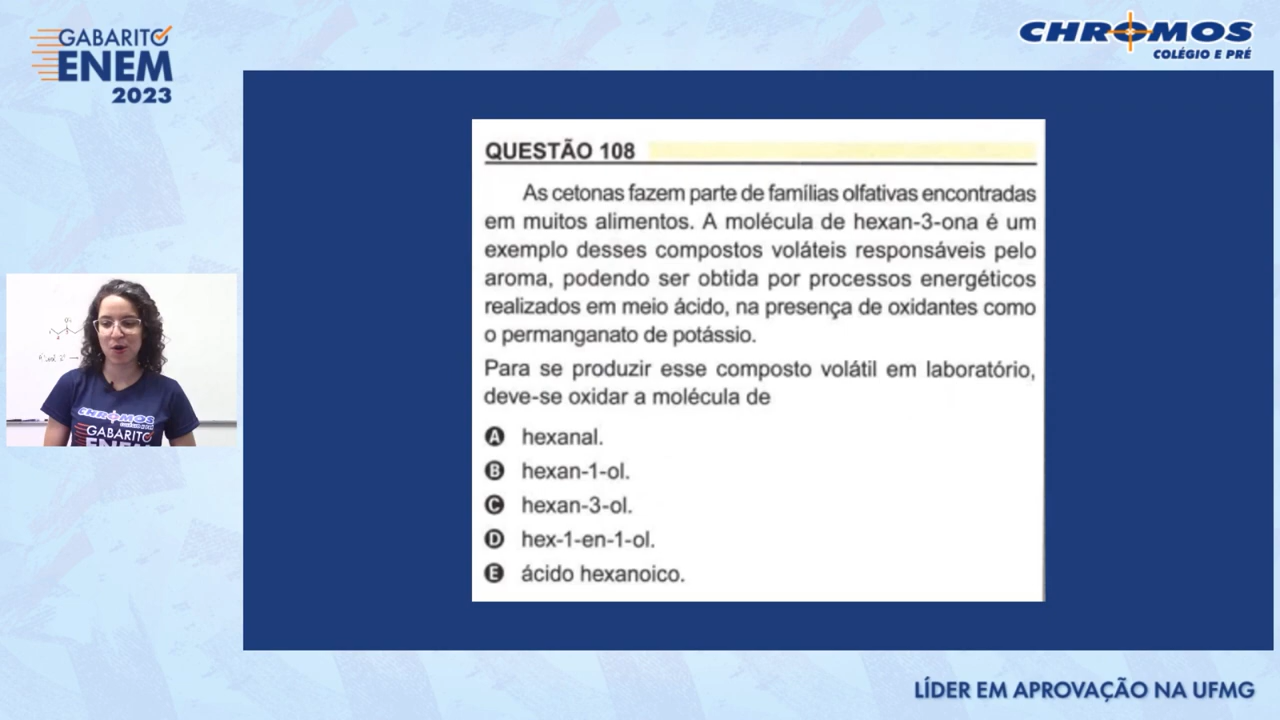 GABARITO
ENEM
2023
CHROMOS
COLÉGIO E PRÉ
QUESTÃO 108
As cetonas fazem parte de famílias olfativas encontradas
em muitos alimentos. A molécula de hexan-3-ona é um
exemplo desses compostos voláteis responsáveis pelo
aroma, podendo ser obtida por processos energéticos
realizados em meio ácido, na presença de oxidantes como
o permanganato de potássio.
Para se produzir esse composto volátil em laboratório,
deve-se oxidar a molécula de
A hexanal.
B hexan-1-ol.
C hexan-3-ol.
D hex-1-en-1-ol.
E ácido hexanoico.
CHROMOS
GABARITO
ENEM
LÍDER EM APROVAÇÃO NA UFMG